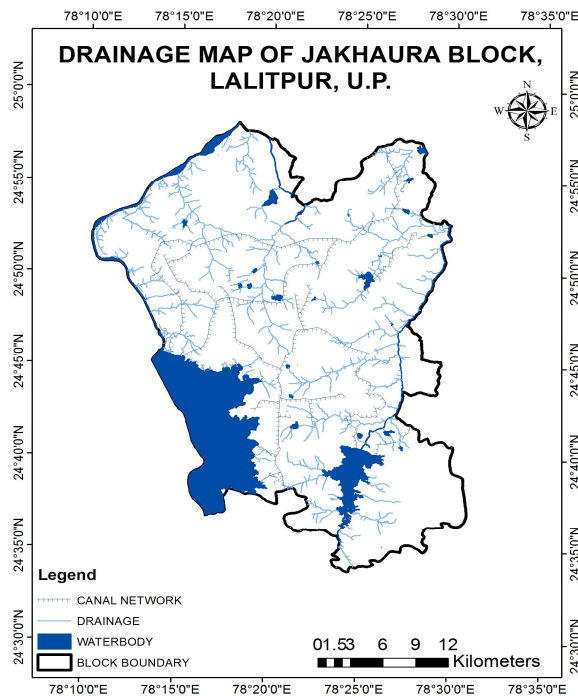 78°10'0"E 78°15'0"E 78°20'0"E 78°25'0"E 78°30'0"E 78°35'0"E
DRAINAGE MAP OF JAKHAURA BLOCK,
LALITPUR, U.P.
N
W E
S
25°0'0"N 25°0'0"N
24°55'0"N 24°55'0"N
24°50'0"N 24°50'0"N
24°45'0"N 24°45'0"N
24°40'0"N 24°40'0"N
24°35'0"N 24°35'0"N
24°30'0"N 24°30'0"N
Legend
CANAL NETWORK
DRAINAGE
WATERBODY
BLOCK BOUNDARY
01.53 6 9 12
Kilometers
78°10'0"E 78°15'0"E 78°20'0"E 78°25'0"E 78°30'0"E 78°35'0"E